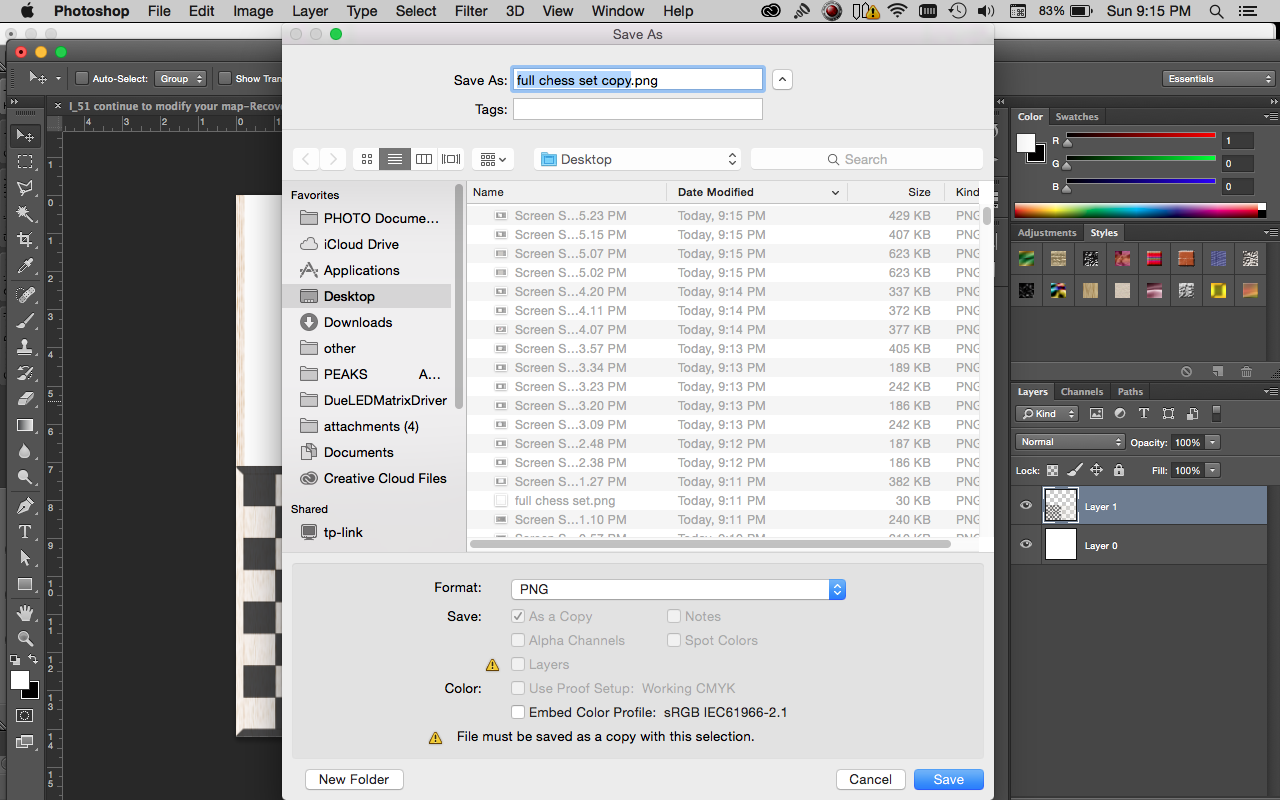 Photoshop File Edit Image Layer Type Select Filter 3D View Window Help 83% Sun 9:15 PM
Save As
Auto-Select: Group Show Tran
Essentials
Save As: full chess set copy.png
Tags:
× I_51 continue to modify your map-Recove
4 3 2 1 0
Desktop Search
Color Swatches
R 1
G 0
B 0
Adjustments Styles
Favorites
PHOTO Docume...
iCloud Drive
Applications
Desktop
Downloads
other
PEAKS A...
DueLEDMatrixDriver
attachments (4)
Documents
Creative Cloud Files
Shared
tp-link
Name Date Modified Size Kind
Screen S...5.23 PM Today, 9:15 PM 429 KB PNG
Screen S...5.15 PM Today, 9:15 PM 407 KB PNG
Screen S...5.07 PM Today, 9:15 PM 623 KB PNG
Screen S...5.02 PM Today, 9:15 PM 623 KB PNG
Screen S...4.20 PM Today, 9:14 PM 337 KB PNG
Screen S...4.11 PM Today, 9:14 PM 372 KB PNG
Screen S...4.07 PM Today, 9:14 PM 377 KB PNG
Screen S...3.57 PM Today, 9:13 PM 405 KB PNG
Screen S...3.34 PM Today, 9:13 PM 189 KB PNG
Screen S...3.23 PM Today, 9:13 PM 242 KB PNG
Screen S...3.20 PM Today, 9:13 PM 186 KB PNG
Screen S...3.09 PM Today, 9:13 PM 242 KB PNG
Screen S...2.48 PM Today, 9:12 PM 187 KB PNG
Screen S...2.38 PM Today, 9:12 PM 186 KB PNG
Screen S...1.27 PM Today, 9:11 PM 382 KB PNG
full chess set.png Today, 9:11 PM 30 KB PNG
Screen S...1.10 PM Today, 9:11 PM 240 KB PNG
Layers Channels Paths
Kind
Normal Opacity: 100%
Lock: Fill: 100%
Layer 1
Layer 0
Format: PNG
Save: As a Copy Notes
Alpha Channels Spot Colors
Layers
Color: Use Proof Setup: Working CMYK
Embed Color Profile: sRGB IEC61966-2.1
File must be saved as a copy with this selection.
New Folder Cancel Save